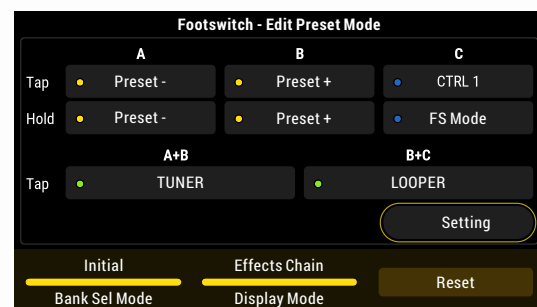 Footswitch - Edit Preset Mode
A B C
Tap Preset - Preset + CTRL 1
Hold Preset - Preset + FS Mode
A+B B+C
Tap TUNER LOOPER
Setting
Initial Effects Chain
Reset
Bank Sel Mode Display Mode